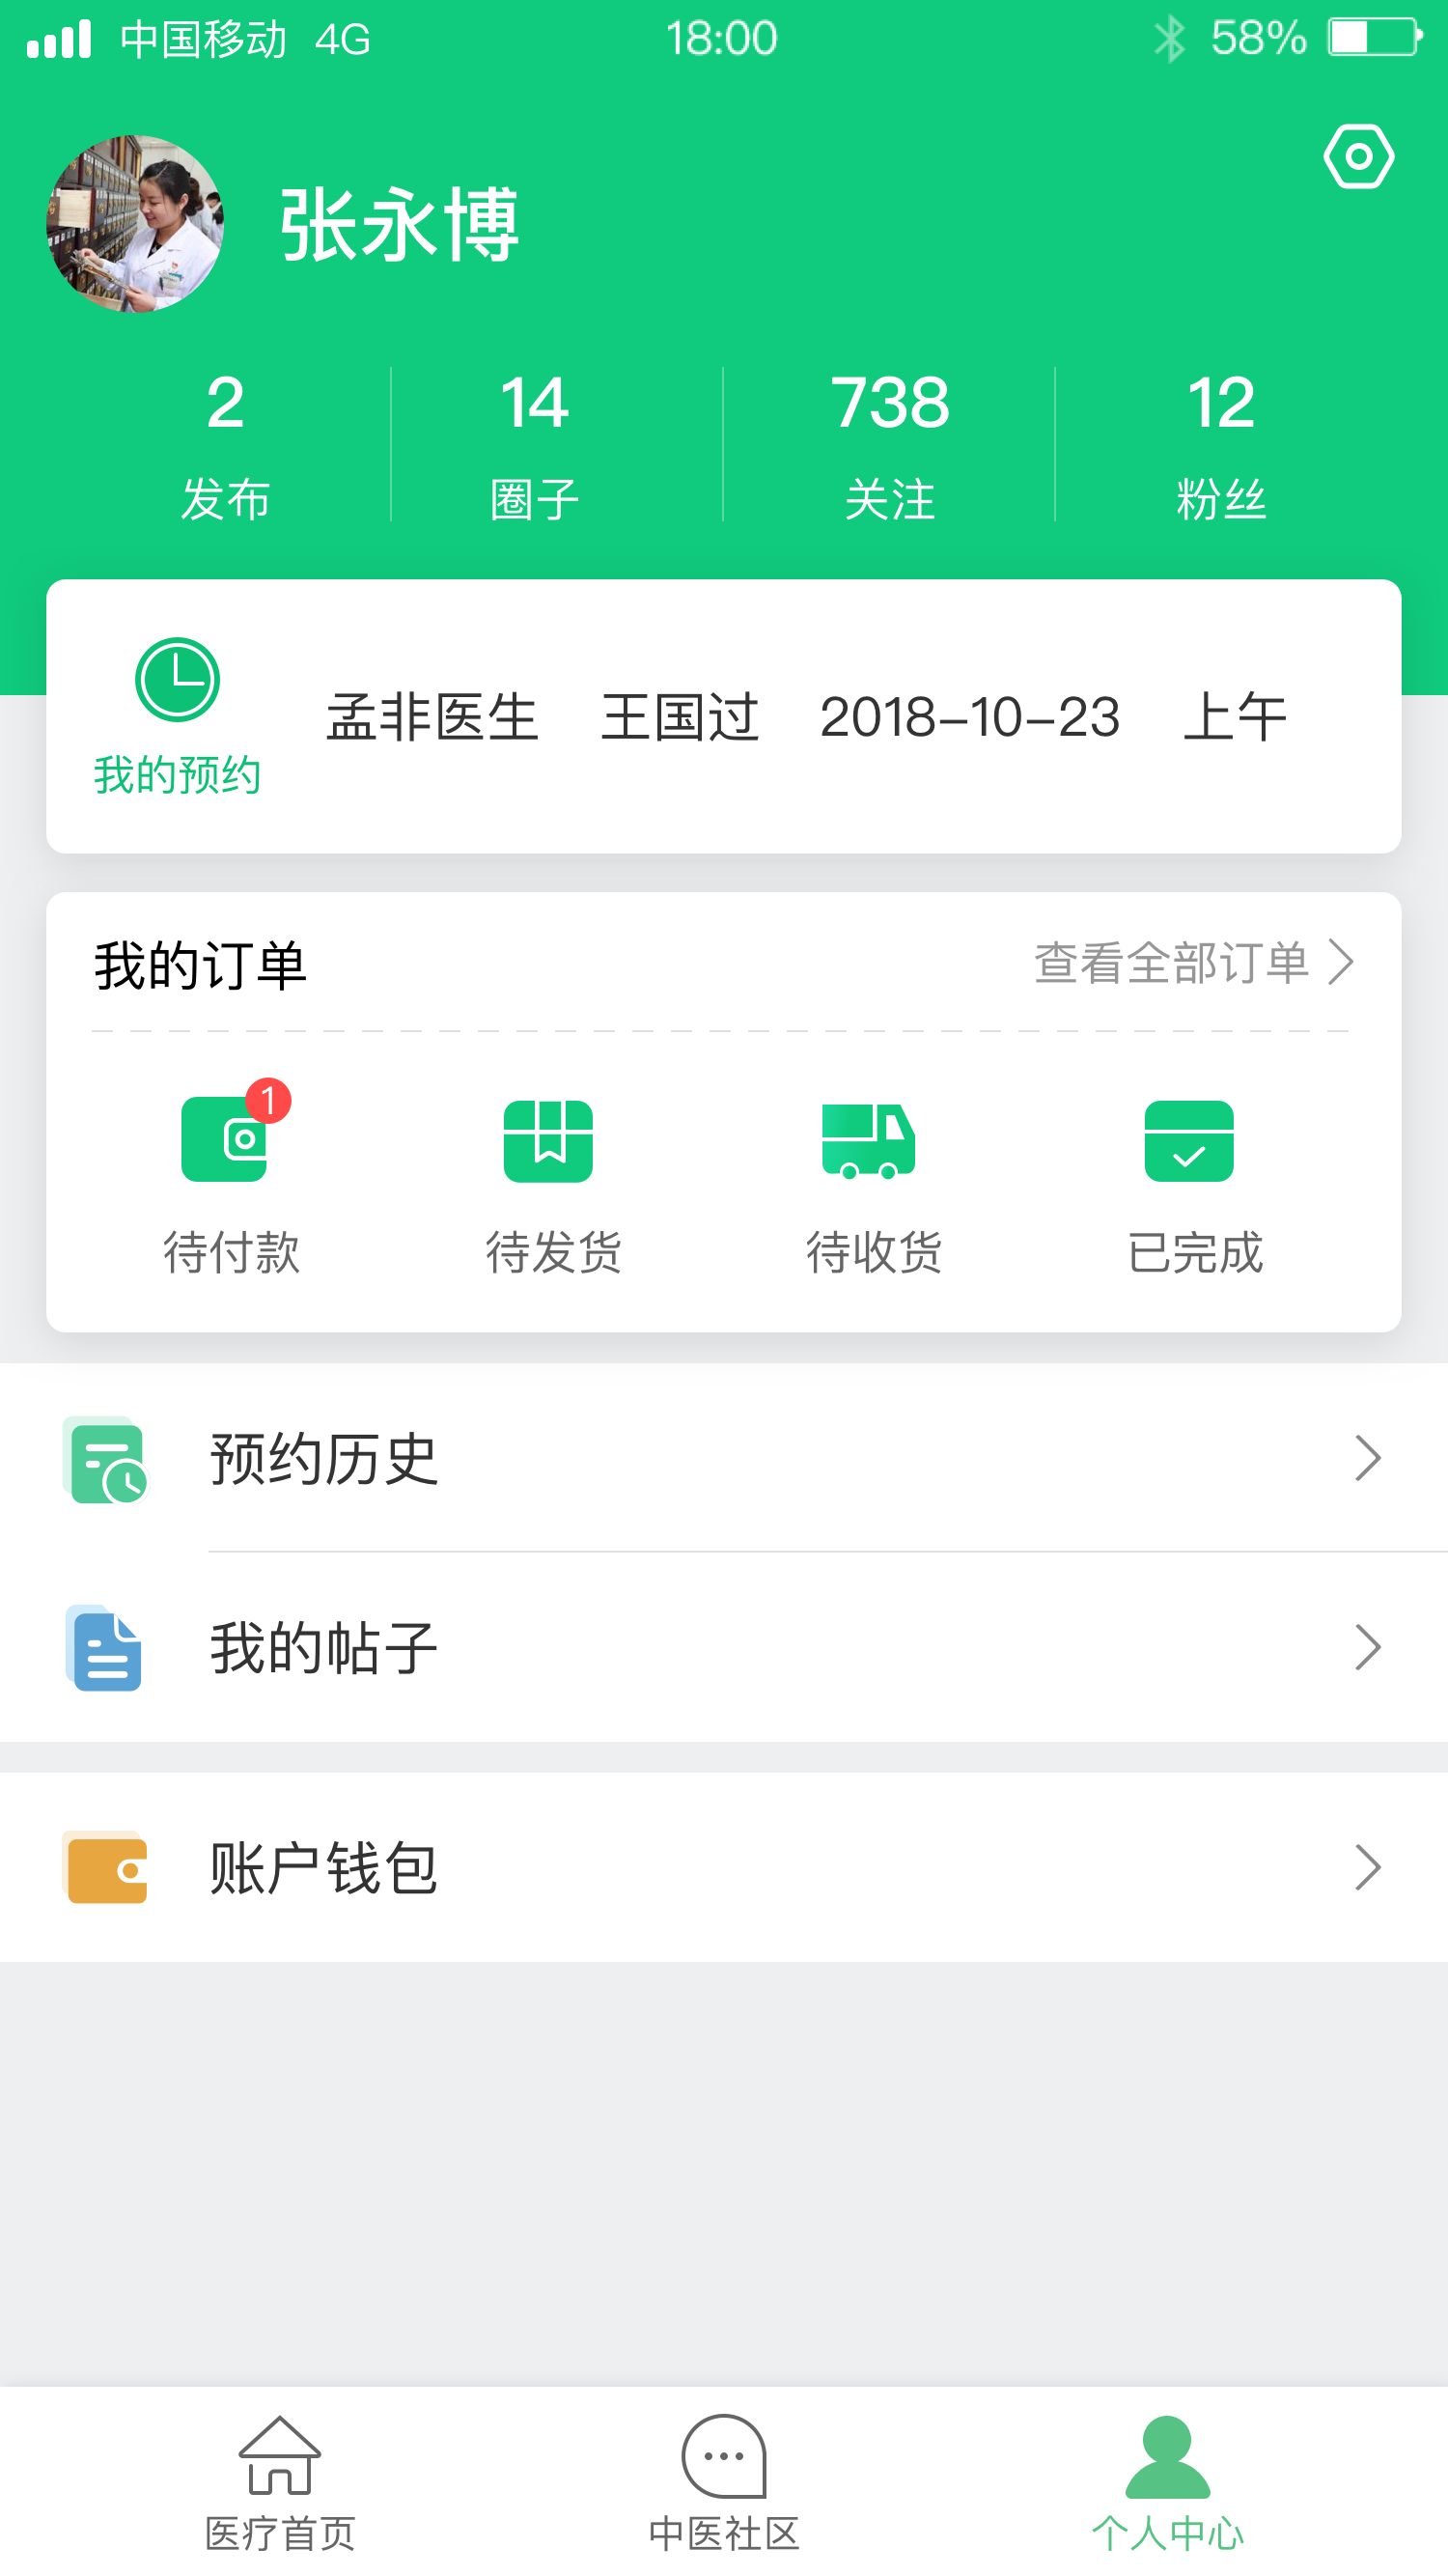 中国移动 4G 18:00 58%
张永博
2 14 738 12
发布 圈子 关注 粉丝
孟非医生 王国过 2018-10-23 上午
我的预约
我的订单 查看全部订单
1
待付款 待发货 待收货 已完成
预约历史
我的帖子
账户钱包
医疗首页 中医社区 个人中心